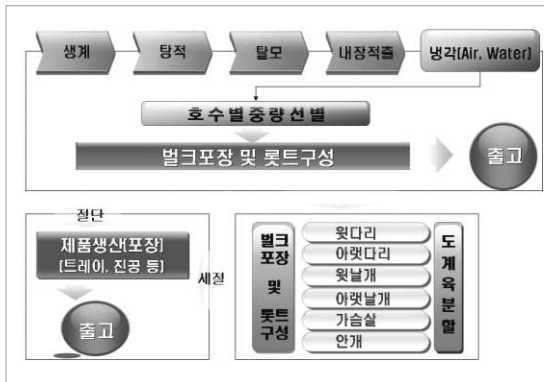 생계
탕적
탈모
내장적출
냉각(Air, Water)
호수별중량선별
벌크포장 및 롯트구성
출고
절단
제품생산(포장)
(트레이, 진공 등)
출고
세절
벌크
포장
및
롯트
구성
윗다리
아랫다리
윗날개
아랫날개
가슴살
안개
도
계
육
분
할